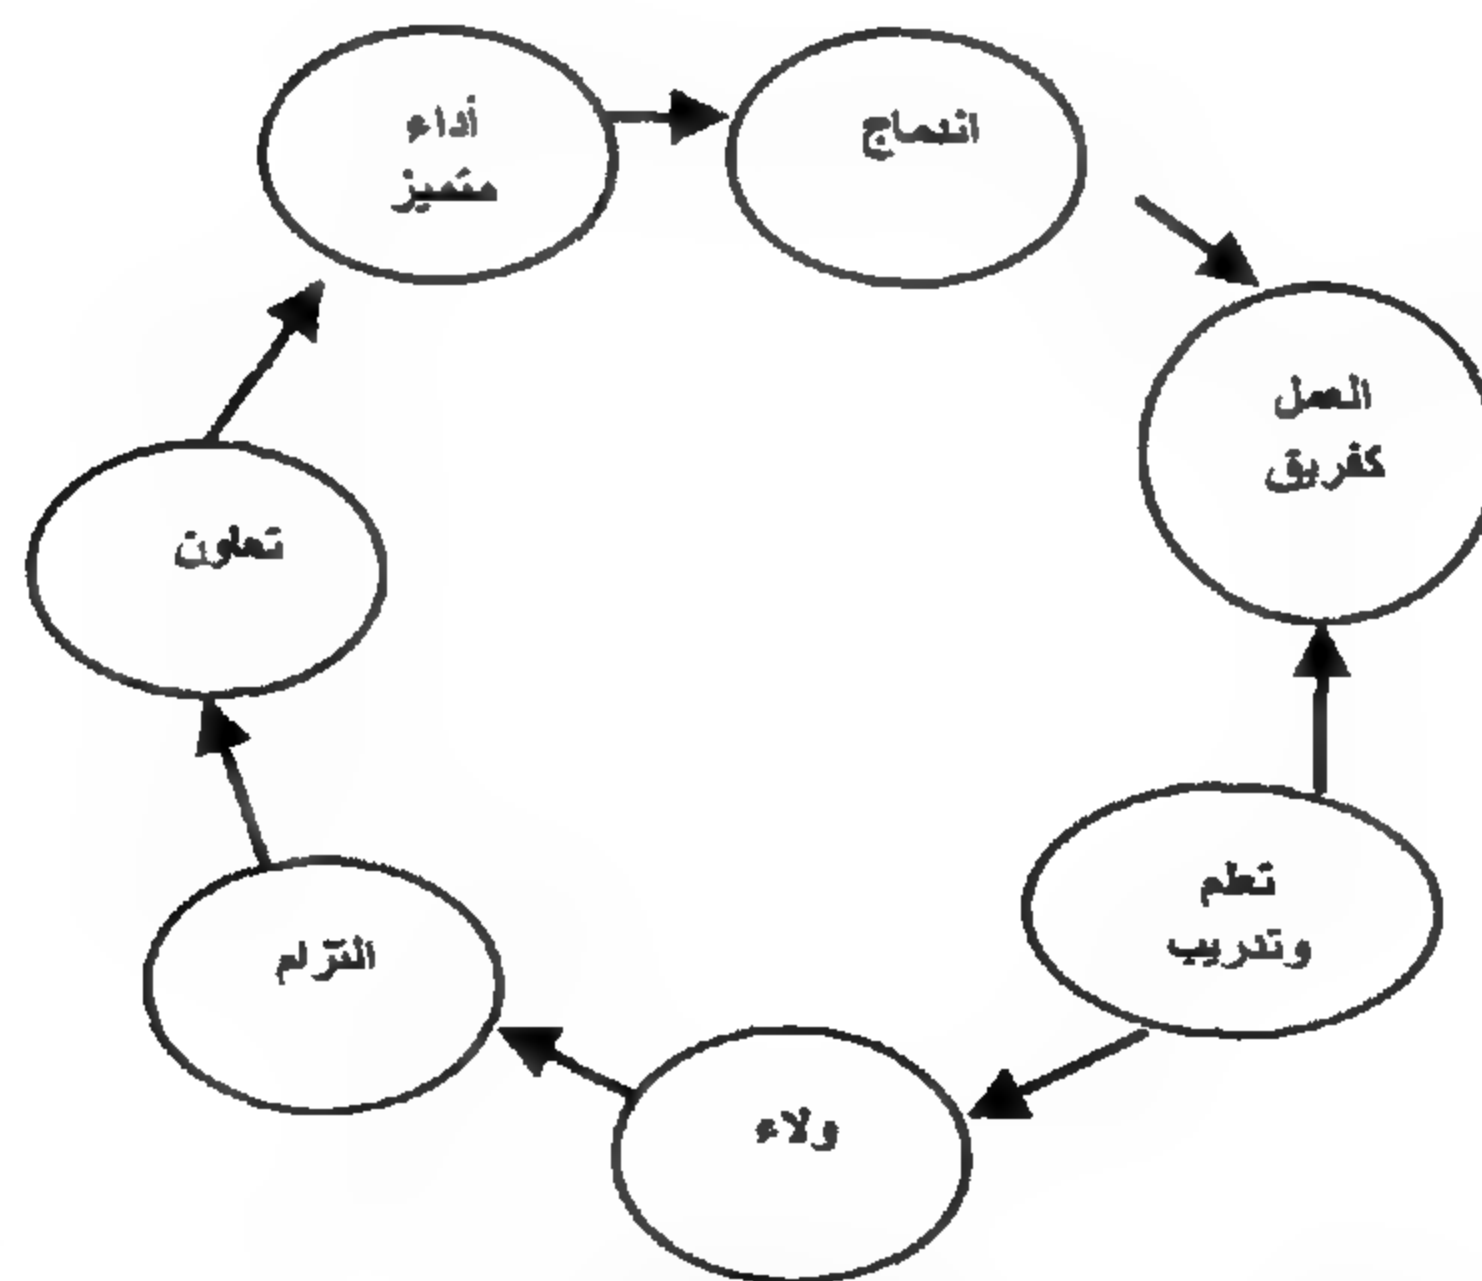 أداء
متميز
اندماج
العمل
كفريق
تعاون
تعلم
وتدريب
التزام
ولاء